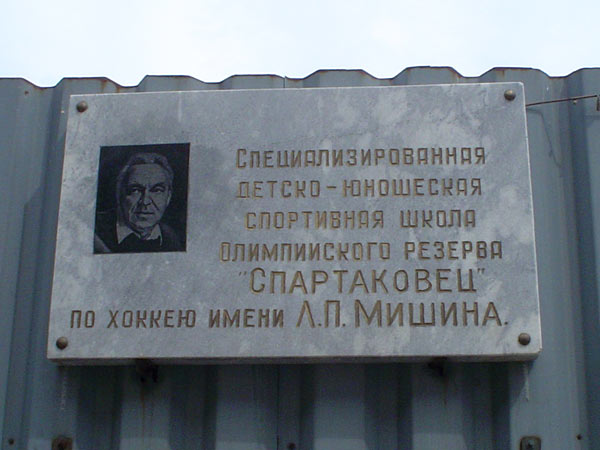 Специализированная
детско-юношеская
спортивная школа
Олимпийского резерва
"Спартаковец"
по хоккею имени Л.П. Мишина.